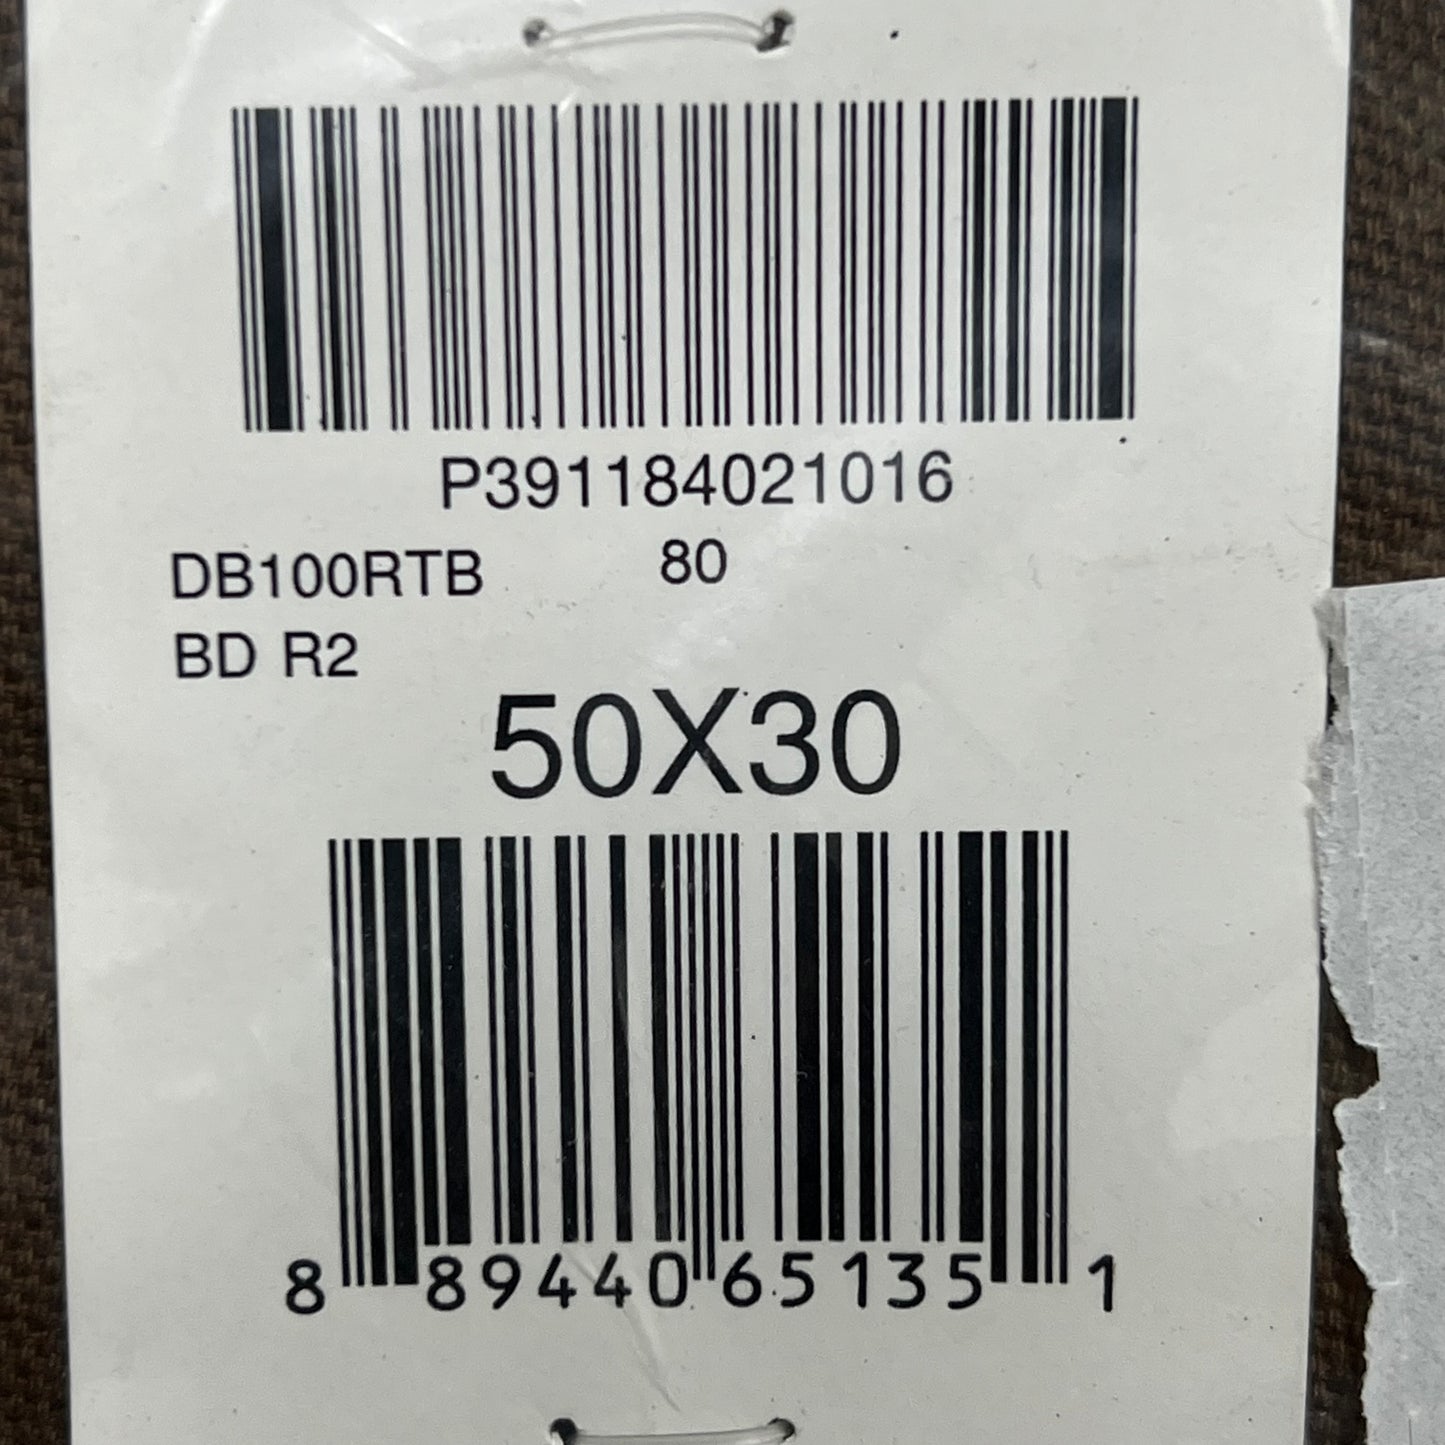 P391184021016
DB100RTB 80
BD R2
50X30
8 89440 65135 1